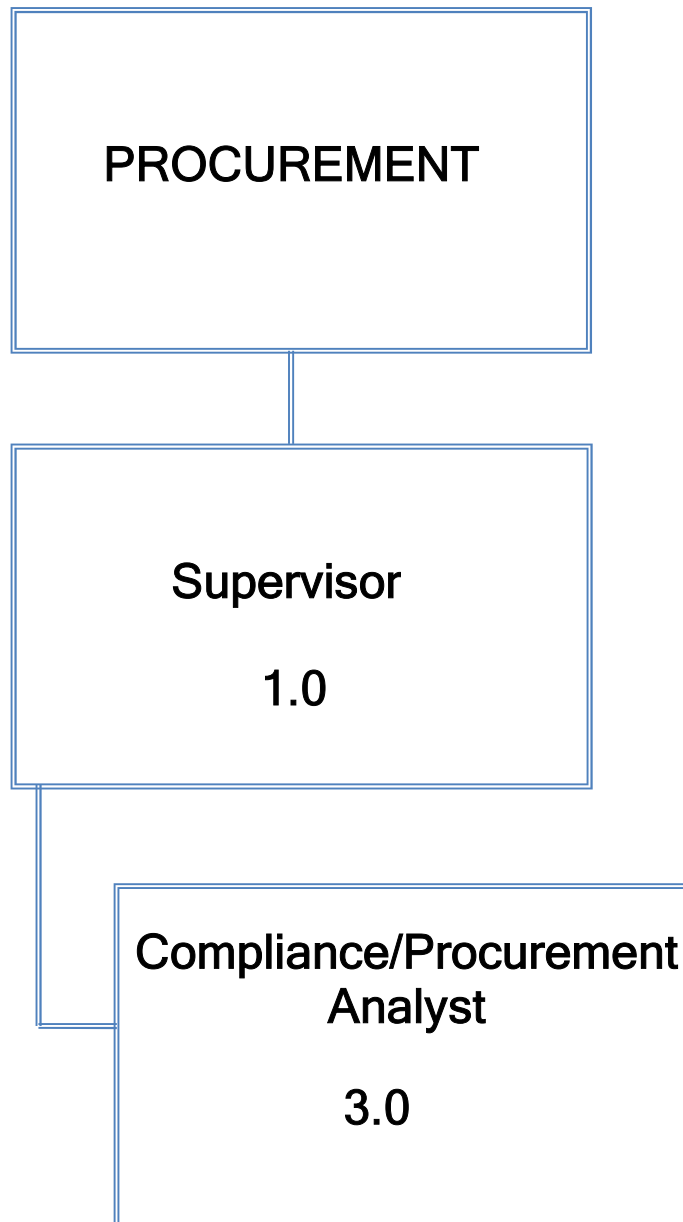 PROCUREMENT
Supervisor
1.0
Compliance/Procurement
Analyst
3.0